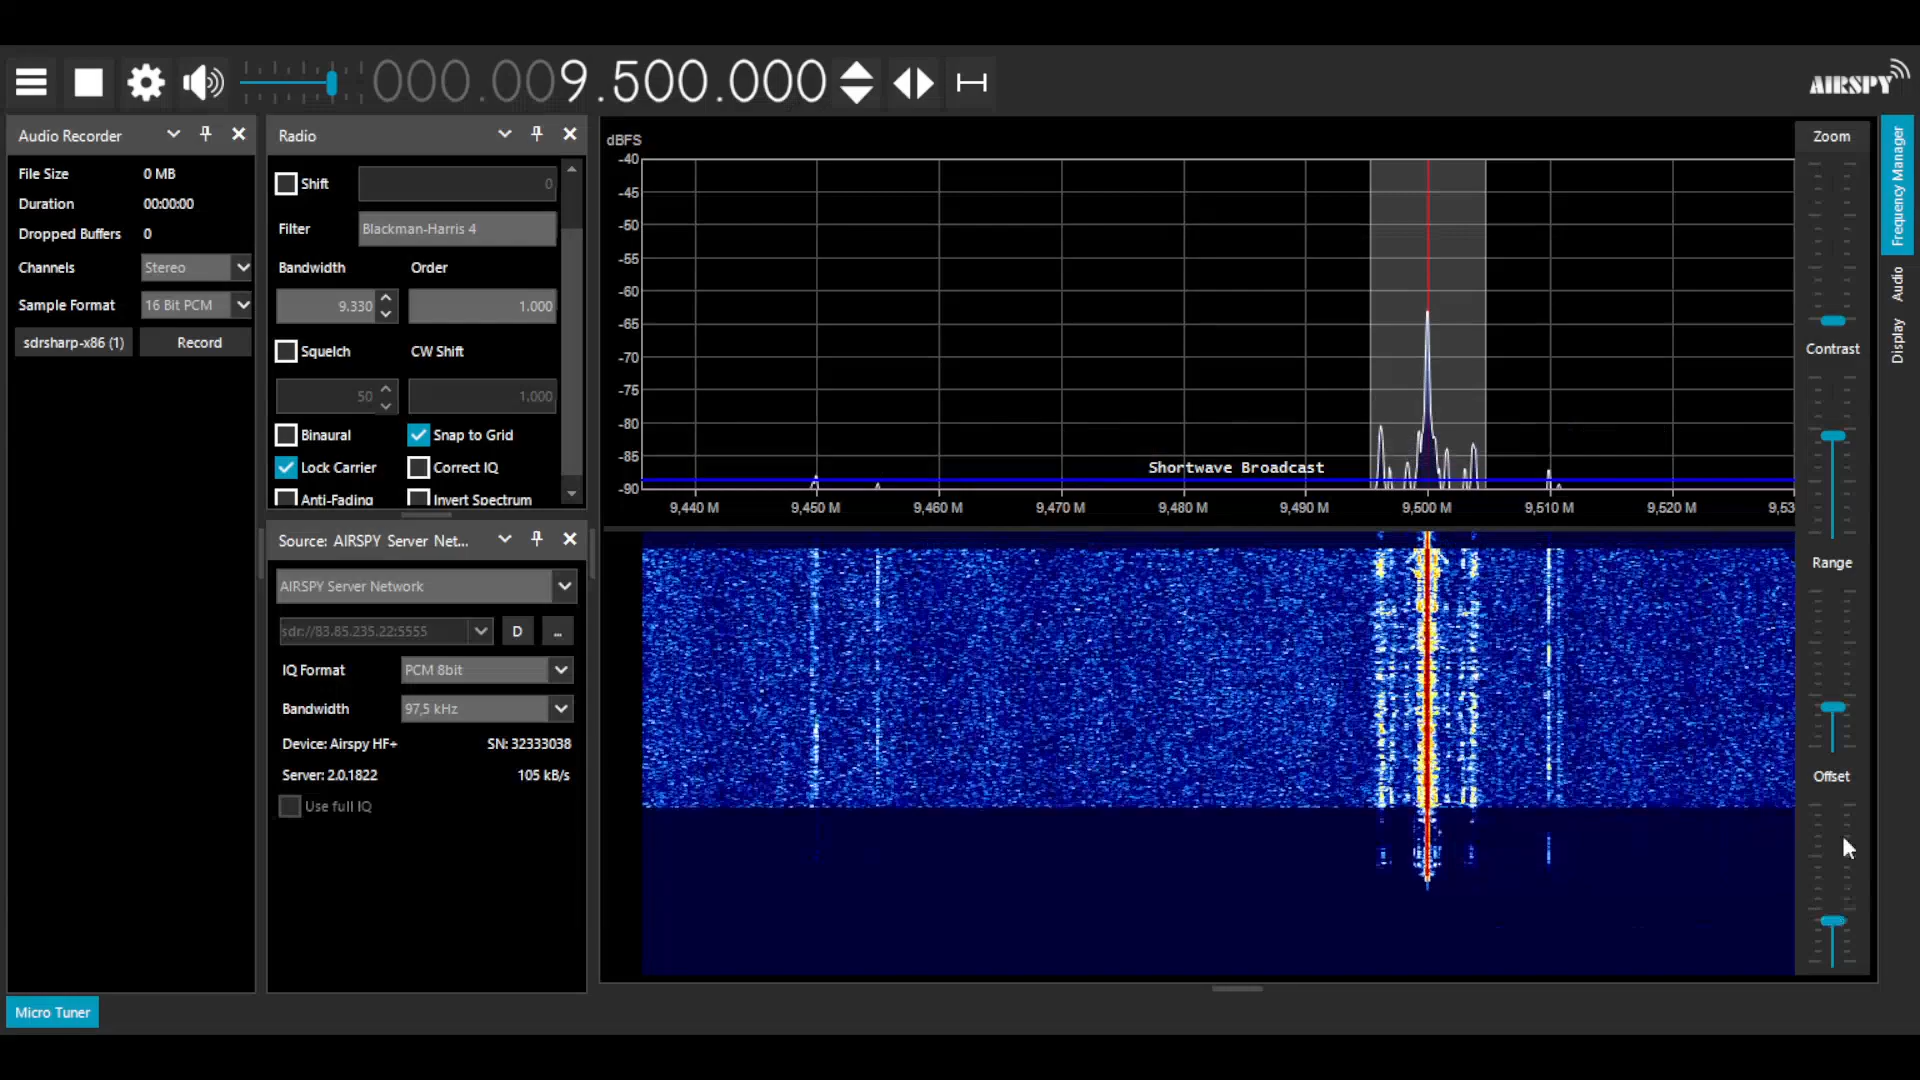 000.009.500.000
AIRSPY
Audio Recorder
File Size 0 MB
Duration 00:00:00
Dropped Buffers 0
Channels Stereo
Sample Format 16 Bit PCM
sdrsharp-x86 (1) Record
Radio
Shift 0
Filter Blackman-Harris 4
Bandwidth Order
9.330 1.000
Squelch CW Shift
50 1.000
Binaural Snap to Grid
Lock Carrier Correct IQ
Anti-Fading Invert Spectrum
Source: AIRSPY Server Net...
AIRSPY Server Network
sdr://83.85.235.22:5555 D ...
IQ Format PCM 8bit
Bandwidth 97,5 kHz
Device: Airspy HF+ SN: 32333038
Server: 2.0.1822 105 kB/s
Use full IQ
dBFS
-40
-45
-50
-55
-60
-65
-70
-75
-80
-85
-90
Shortwave Broadcast
9,440 M 9,450 M 9,460 M 9,470 M 9,480 M 9,490 M 9,500 M 9,510 M 9,520 M 9,53
Zoom
Contrast
Range
Offset
Frequency Manager
Audio
Display
Micro Tuner